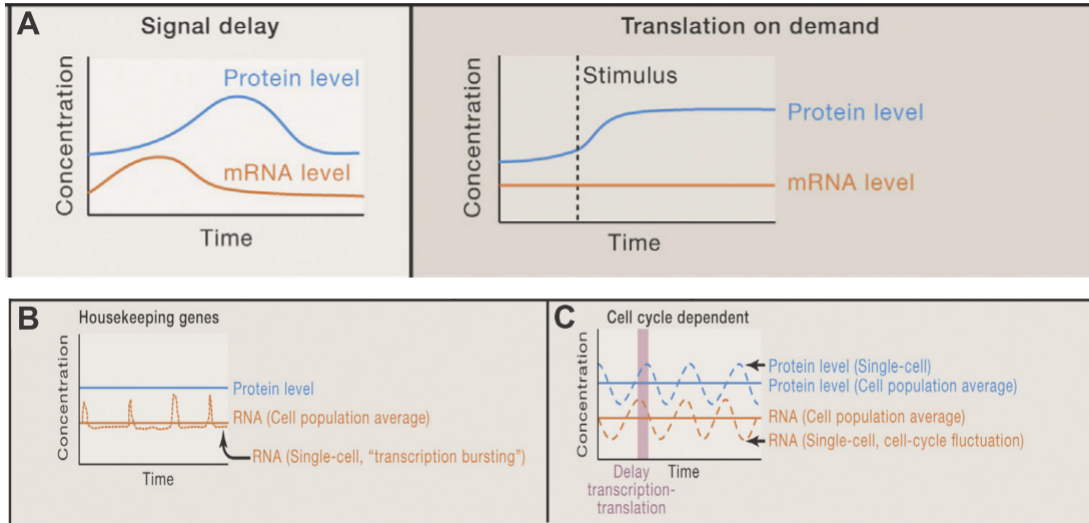 A
Signal delay
Concentration
Protein level
mRNA level
Time
Translation on demand
Concentration
Stimulus
Protein level
mRNA level
Time
B
Housekeeping genes
Concentration
Protein level
RNA (Cell population average)
RNA (Single-cell, “transcription bursting”)
Time
C
Cell cycle dependent
Concentration
Protein level (Single-cell)
Protein level (Cell population average)
RNA (Cell population average)
RNA (Single-cell, cell-cycle fluctuation)
Time
Delay
transcription-
translation